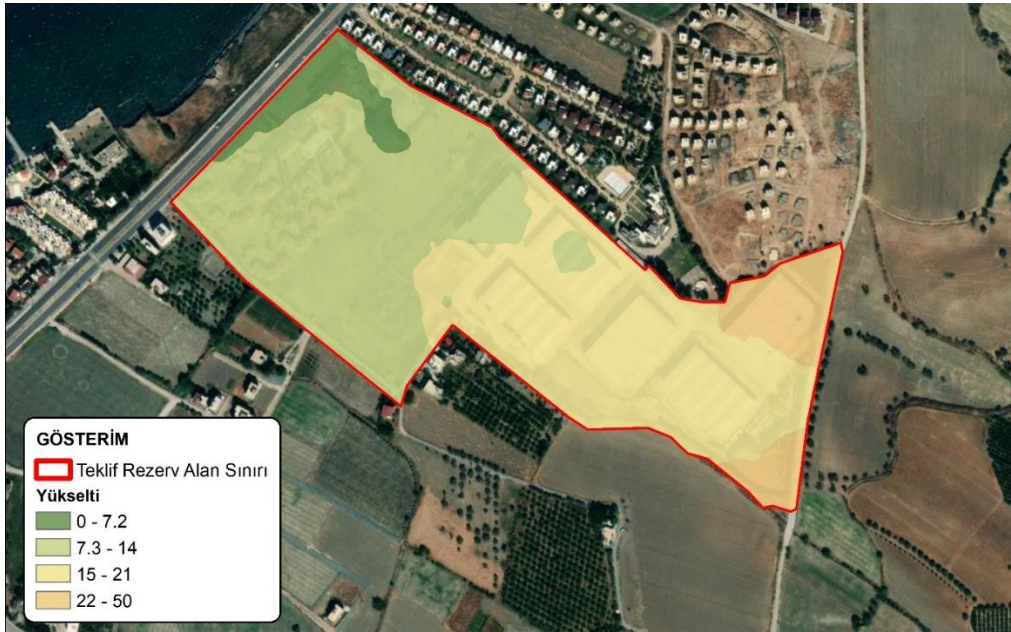 GÖSTERİM
Teklif Rezerv Alan Sınırı
Yükselti
0 - 7.2
7.3 - 14
15 - 21
22 - 50